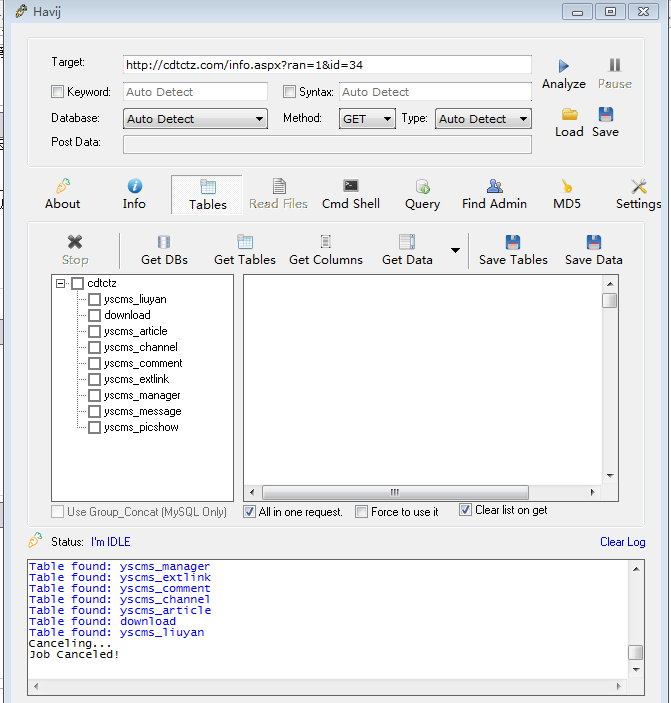 Havij
Target: http://cdtctz.com/info.aspx?ran=1&id=34
Analyze Pause
Keyword: Auto Detect Syntax: Auto Detect
Database: Auto Detect Method: GET Type: Auto Detect
Load Save
Post Data:
About Info Tables Read Files Cmd Shell Query Find Admin MD5 Settings
Stop Get DBs Get Tables Get Columns Get Data Save Tables Save Data
cdtctz
yscms_liuyan
download
yscms_article
yscms_channel
yscms_comment
yscms_extlink
yscms_manager
yscms_message
yscms_picshow
Use Group_Concat (MySQL Only) All in one request. Force to use it Clear list on get
Status: I'm IDLE Clear Log
Table found: yscms_manager
Table found: yscms_extlink
Table found: yscms_comment
Table found: yscms_channel
Table found: yscms_article
Table found: download
Table found: yscms_liuyan
Canceling...
Job Canceled!